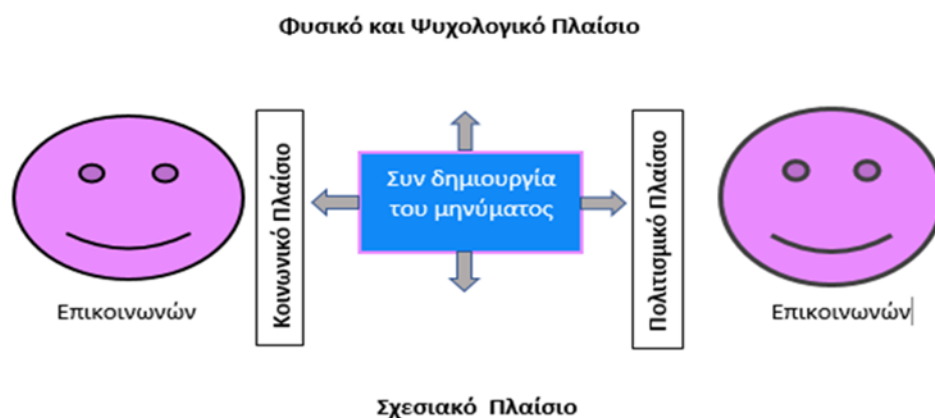 Φυσικό και Ψυχολογικό Πλαίσιο
Κοινωνικό Πλαίσιο
Συν δημιουργία
του μηνύματος
Πολιτισμικό Πλαίσιο
Επικοινωνών
Επικοινωνών
Σχεσιακό Πλαίσιο